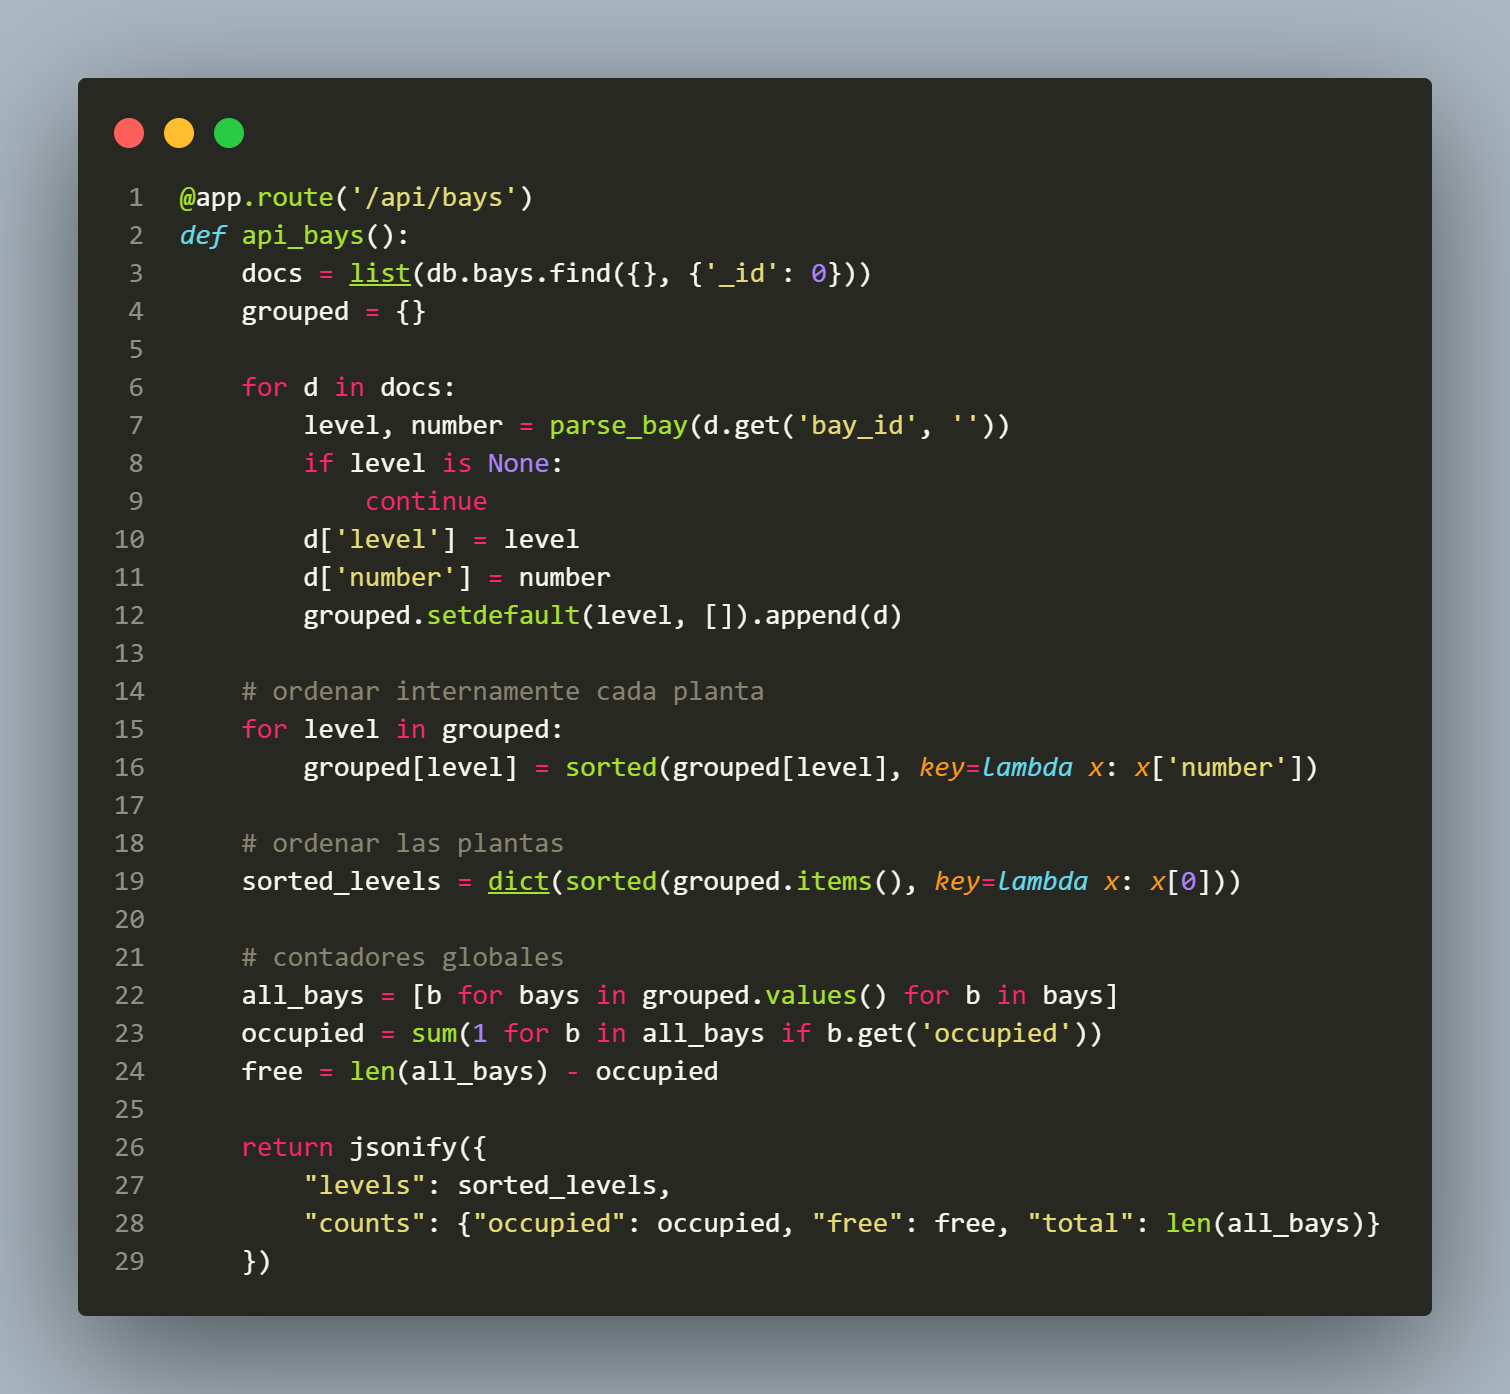 1 @app.route('/api/bays')
2 def api_bays():
3     docs = list(db.bays.find({}, {'_id': 0}))
4     grouped = {}
5
6     for d in docs:
7         level, number = parse_bay(d.get('bay_id', ''))
8         if level is None:
9             continue
10         d['level'] = level
11         d['number'] = number
12         grouped.setdefault(level, []).append(d)
13
14     # ordenar internamente cada planta
15     for level in grouped:
16         grouped[level] = sorted(grouped[level], key=lambda x: x['number'])
17
18     # ordenar las plantas
19     sorted_levels = dict(sorted(grouped.items(), key=lambda x: x[0]))
20
21     # contadores globales
22     all_bays = [b for bays in grouped.values() for b in bays]
23     occupied = sum(1 for b in all_bays if b.get('occupied'))
24     free = len(all_bays) - occupied
25
26     return jsonify({
27         "levels": sorted_levels,
28         "counts": {"occupied": occupied, "free": free, "total": len(all_bays)}
29     })